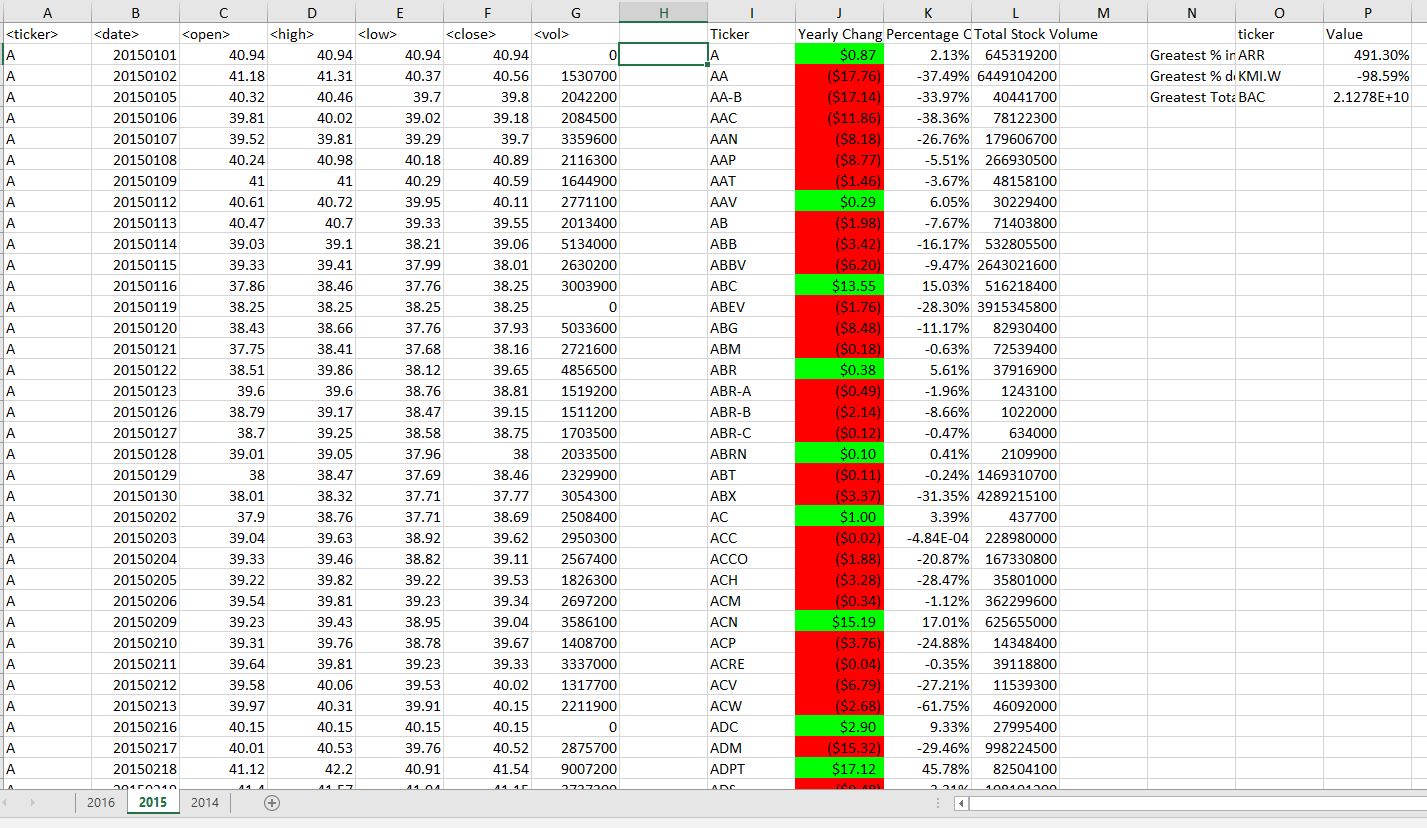 A B C D E F G H I J K L M N O P
<ticker> <date> <open> <high> <low> <close> <vol> Ticker Yearly Chang Percentage C Total Stock Volume ticker Value
A 20150101 40.94 40.94 40.94 40.94 0 A $0.87 2.13% 645319200 Greatest % in ARR 491.30%
A 20150102 41.18 41.31 40.37 40.56 1530700 AA ($17.76) -37.49% 6449104200 Greatest % de KMI.W -98.59%
A 20150105 40.32 40.46 39.7 39.8 2042200 AA-B ($17.14) -33.97% 40441700 Greatest Tota BAC 2.1278E+10
A 20150106 39.81 40.02 39.02 39.18 2084500 AAC ($11.86) -38.36% 78122300
A 20150107 39.52 39.81 39.29 39.7 3359600 AAN ($8.18) -26.76% 179606700
A 20150108 40.24 40.98 40.18 40.89 2116300 AAP ($8.77) -5.51% 266930500
A 20150109 41 41 40.29 40.59 1644900 AAT ($1.46) -3.67% 48158100
A 20150112 40.61 40.72 39.95 40.11 2771100 AAV $0.29 6.05% 30229400
A 20150113 40.47 40.7 39.33 39.55 2013400 AB ($1.98) -7.67% 71403800
A 20150114 39.03 39.1 38.21 39.06 5134000 ABB ($3.42) -16.17% 532805500
A 20150115 39.33 39.41 37.99 38.01 2630200 ABBV ($6.20) -9.47% 2643021600
A 20150116 37.86 38.46 37.76 38.25 3003900 ABC $13.55 15.03% 516218400
A 20150119 38.25 38.25 38.25 38.25 0 ABEV ($1.76) -28.30% 3915345800
A 20150120 38.43 38.66 37.76 37.93 5033600 ABG ($8.48) -11.17% 82930400
A 20150121 37.75 38.41 37.68 38.16 2721600 ABM ($0.18) -0.63% 72539400
A 20150122 38.51 39.86 38.12 39.65 4856500 ABR $0.38 5.61% 37916900
A 20150123 39.6 39.6 38.76 38.81 1519200 ABR-A ($0.49) -1.96% 1243100
A 20150126 38.79 39.17 38.47 39.15 1511200 ABR-B ($2.14) -8.66% 1022000
A 20150127 38.7 39.25 38.58 38.75 1703500 ABR-C ($0.12) -0.47% 634000
A 20150128 39.01 39.05 37.96 38 2033500 ABRN $0.10 0.41% 2109900
A 20150129 38 38.47 37.69 38.46 2329900 ABT ($0.11) -0.24% 1469310700
A 20150130 38.01 38.32 37.71 37.77 3054300 ABX ($3.37) -31.35% 4289215100
A 20150202 37.9 38.76 37.71 38.69 2508400 AC $1.00 3.39% 437700
A 20150203 39.04 39.63 38.92 39.62 2950300 ACC ($0.02) -4.84E-04 228980000
A 20150204 39.33 39.46 38.82 39.11 2567400 ACCO ($1.88) -20.87% 167330800
A 20150205 39.22 39.82 39.22 39.53 1826300 ACH ($3.28) -28.47% 35801000
A 20150206 39.54 39.81 39.23 39.34 2697200 ACM ($0.34) -1.12% 362299600
A 20150209 39.23 39.43 38.95 39.04 3586100 ACN $15.19 17.01% 625655000
A 20150210 39.31 39.76 38.78 39.67 1408700 ACP ($3.76) -24.88% 14348400
A 20150211 39.64 39.81 39.23 39.33 3337000 ACRE ($0.04) -0.35% 39118800
A 20150212 39.58 40.06 39.53 40.02 1317700 ACV ($6.79) -27.21% 11539300
A 20150213 39.97 40.31 39.91 40.15 2211900 ACW ($2.68) -61.75% 46092000
A 20150216 40.15 40.15 40.15 40.15 0 ADC $2.90 9.33% 27995400
A 20150217 40.01 40.53 39.76 40.52 2875700 ADM ($15.32) -29.46% 998224500
A 20150218 41.12 42.2 40.91 41.54 9007200 ADPT $17.12 45.78% 82504100
2016 2015 2014